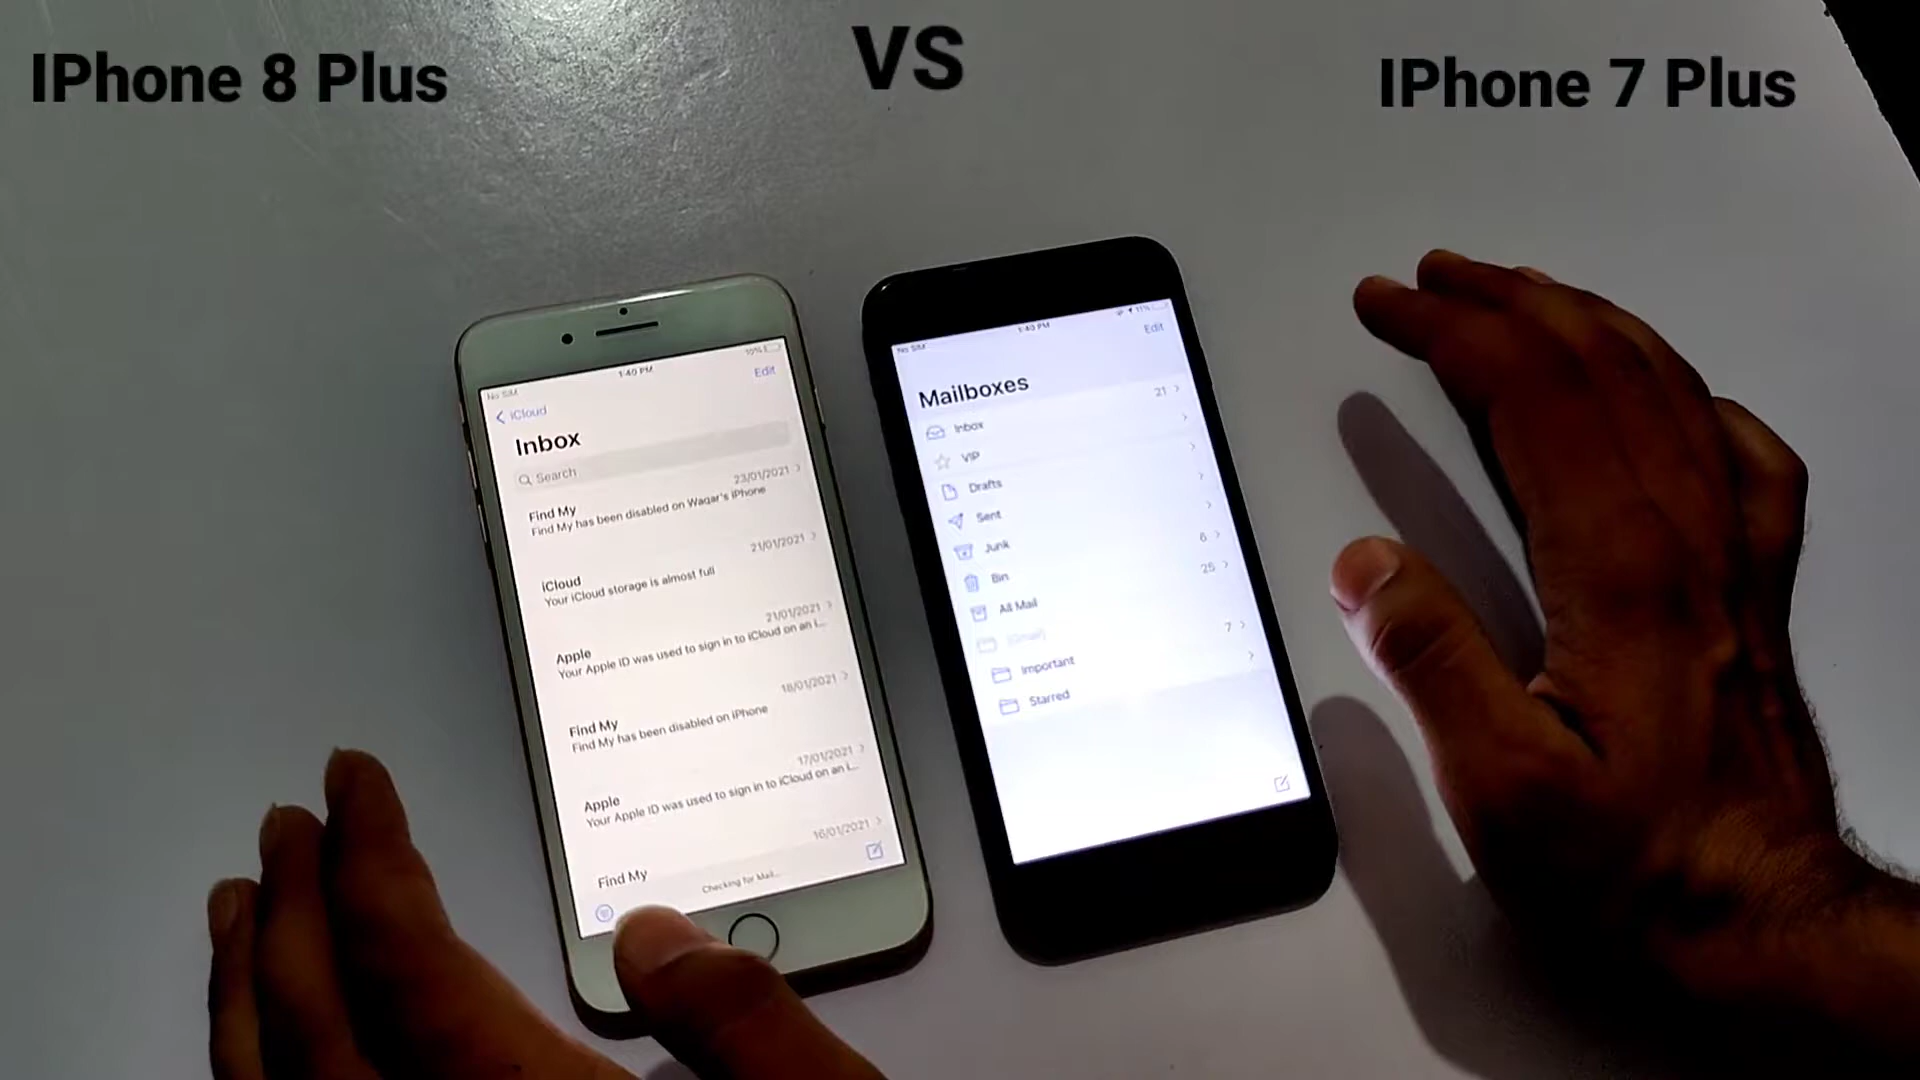 IPhone 8 Plus
VS
IPhone 7 Plus
No SIM
1:40 PM
10%
iCloud
Edit
Inbox
Search
Find My
23/01/2021
Find My has been disabled on Waqar's iPhone
iCloud
21/01/2021
Your iCloud storage is almost full
Apple
21/01/2021
Your Apple ID was used to sign in to iCloud on an i...
Find My
18/01/2021
Find My has been disabled on iPhone
Apple
17/01/2021
Your Apple ID was used to sign in to iCloud on an i...
Find My
16/01/2021
Checking for Mail...
No SIM
1:40 PM
11%
Edit
Mailboxes
Inbox
21
VIP
Drafts
Sent
Junk
Bin
6
All Mail
25
[Gmail]
Important
7
Starred